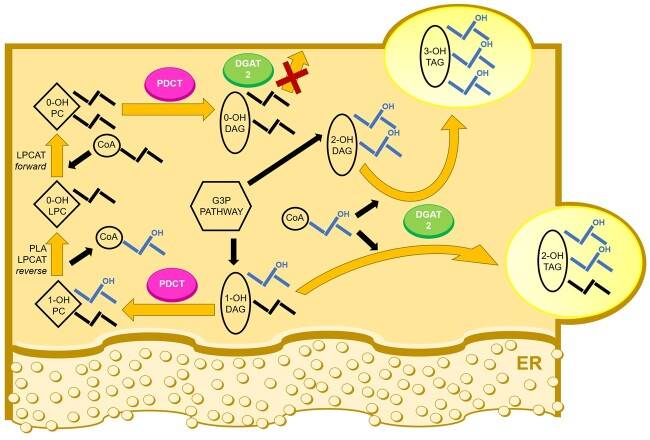 OH
3-OH
TAG
OH
OH
DGAT
2
PDCT
0-OH
PC
0-OH
DAG
OH
2-OH
DAG
OH
LPCAT
forward
CoA
0-OH
LPC
G3P
PATHWAY
CoA
OH
DGAT
2
OH
2-OH
TAG
OH
PLA
LPCAT
reverse
CoA
OH
1-OH
PC
OH
PDCT
1-OH
DAG
OH
ER